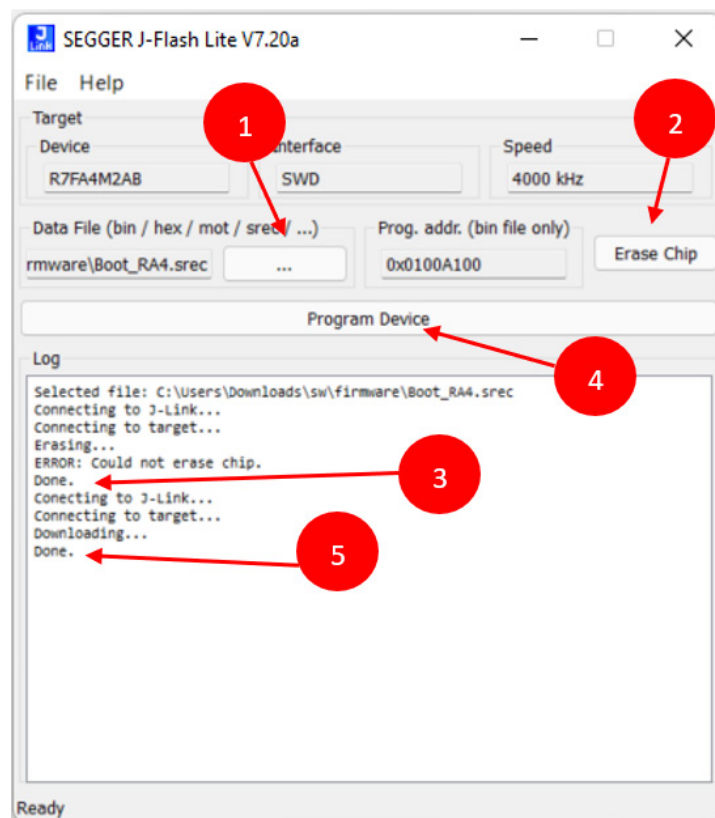 J Link SEGGER J-Flash Lite V7.20a
File Help
Target
1
2
Device
Interface
Speed
R7FA4M2AB
SWD
4000 kHz
Data File (bin / hex / mot / srec / ...)
Prog. addr. (bin file only)
rmware\Boot_RA4.srec
...
0x0100A100
Erase Chip
Program Device
4
Log
Selected file: C:\Users\Downloads\sw\firmware\Boot_RA4.srec
Connecting to J-Link...
Connecting to target...
Erasing...
ERROR: Could not erase chip.
Done.
3
Conecting to J-Link...
Connecting to target...
Downloading...
Done.
5
Ready